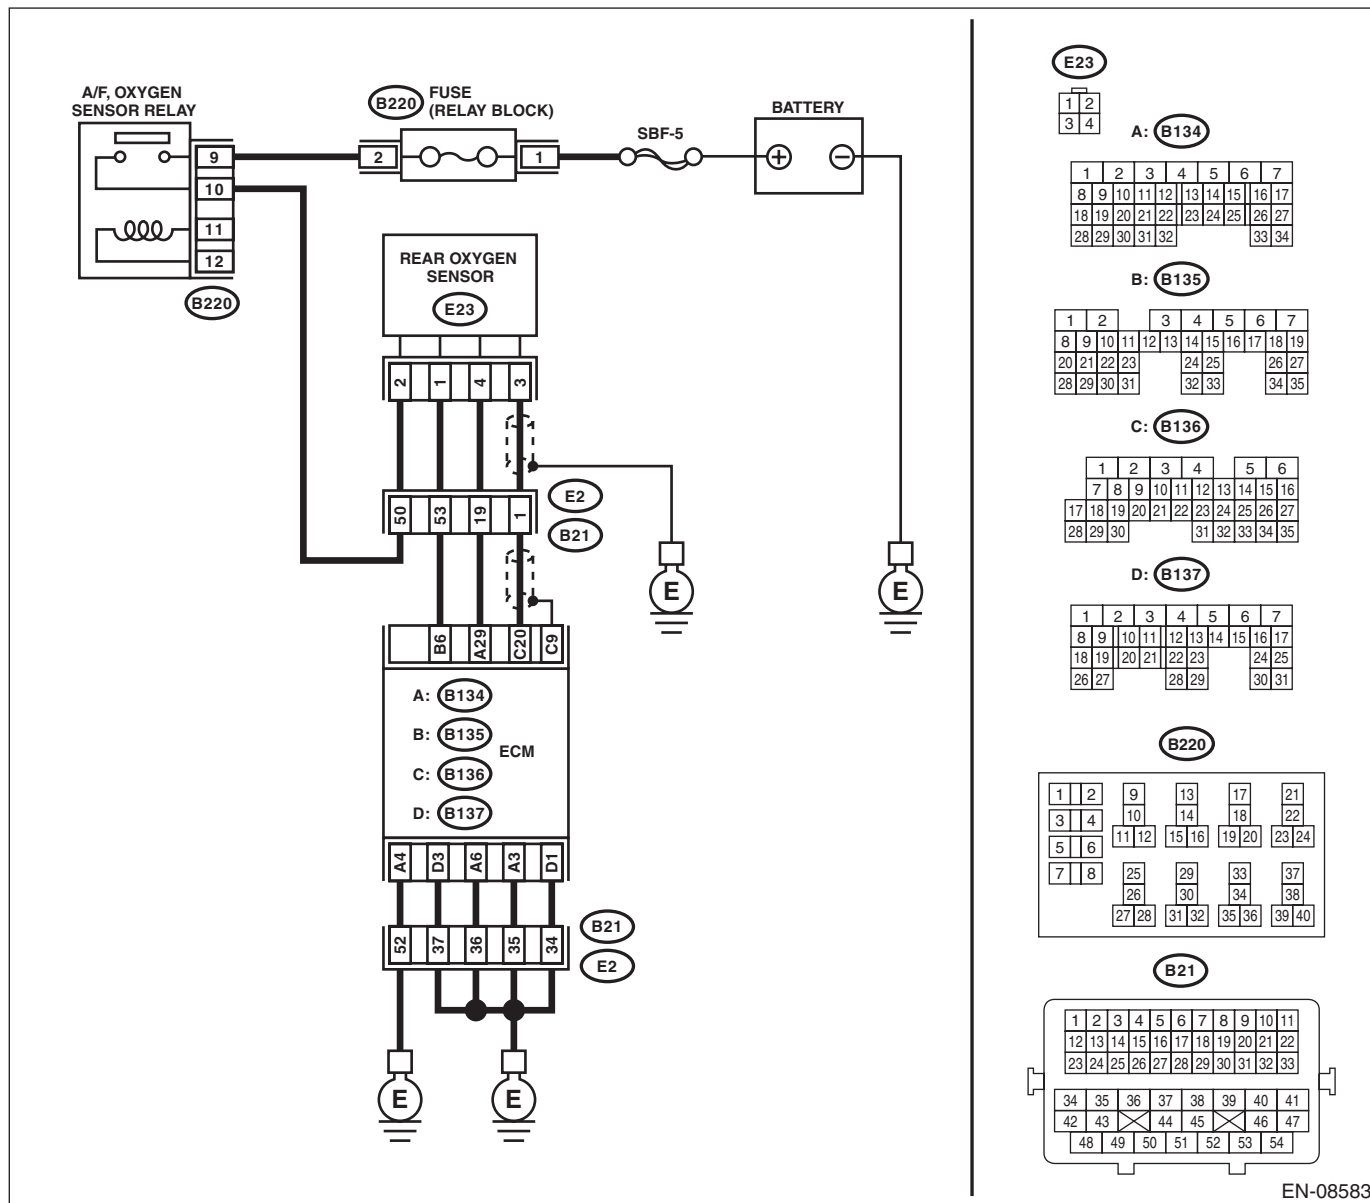 A/F, OXYGEN
SENSOR RELAY
B220
FUSE
(RELAY BLOCK)
SBF-5
BATTERY
9
2
1
+
−
10
11
12
B220
REAR OXYGEN
SENSOR
E23
2
1
4
3
50
53
19
1
E2
B21
E
E
B6
A29
C20
C9
A: B134
B: B135
ECM
C: B136
D: B137
A4
D3
A6
A3
D1
52
37
36
35
34
B21
E2
E
E
E23
1 2
3 4
A: B134
1 2 3 4 5 6 7
8 9 10 11 12 13 14 15 16 17
18 19 20 21 22 23 24 25 26 27
28 29 30 31 32 33 34
B: B135
1 2 3 4 5 6 7
8 9 10 11 12 13 14 15 16 17 18 19
20 21 22 23 24 25 26 27
28 29 30 31 32 33 34 35
C: B136
1 2 3 4 5 6
7 8 9 10 11 12 13 14 15 16
17 18 19 20 21 22 23 24 25 26 27
28 29 30 31 32 33 34 35
D: B137
1 2 3 4 5 6 7
8 9 10 11 12 13 14 15 16 17
18 19 20 21 22 23 24 25
26 27 28 29 30 31
B220
1 2 9 13 17 21
3 4 10 14 18 22
5 6 11 12 15 16 19 20 23 24
7 8 25 29 33 37
26 30 34 38
27 28 31 32 35 36 39 40
B21
1 2 3 4 5 6 7 8 9 10 11
12 13 14 15 16 17 18 19 20 21 22
23 24 25 26 27 28 29 30 31 32 33
34 35 36 37 38 39 40 41
42 43 44 45 46 47
48 49 50 51 52 53 54
EN-08583